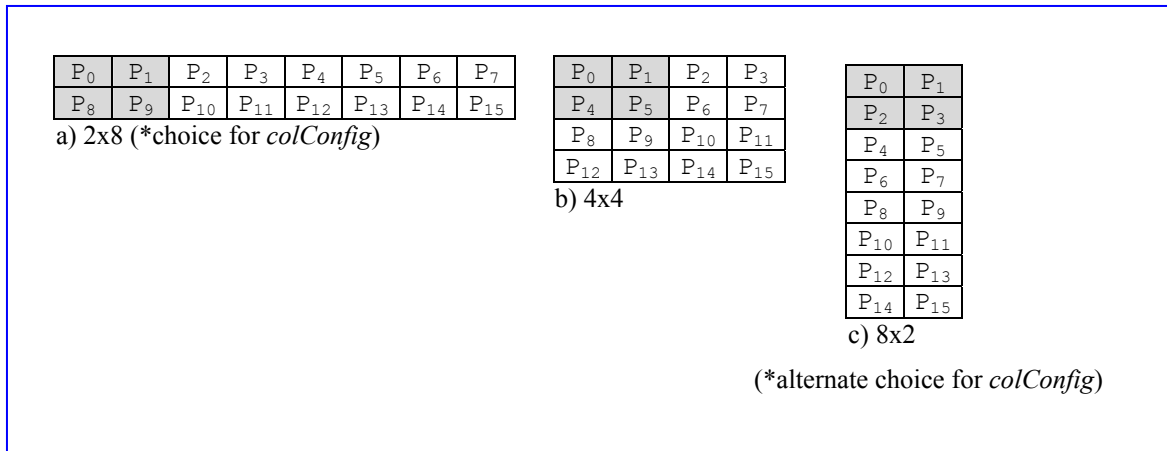 P0 P1 P2 P3 P4 P5 P6 P7
P8 P9 P10 P11 P12 P13 P14 P15
a) 2x8 (*choice for colConfig)
P0 P1 P2 P3
P4 P5 P6 P7
P8 P9 P10 P11
P12 P13 P14 P15
b) 4x4
P0 P1
P2 P3
P4 P5
P6 P7
P8 P9
P10 P11
P12 P13
P14 P15
c) 8x2
(*alternate choice for colConfig)